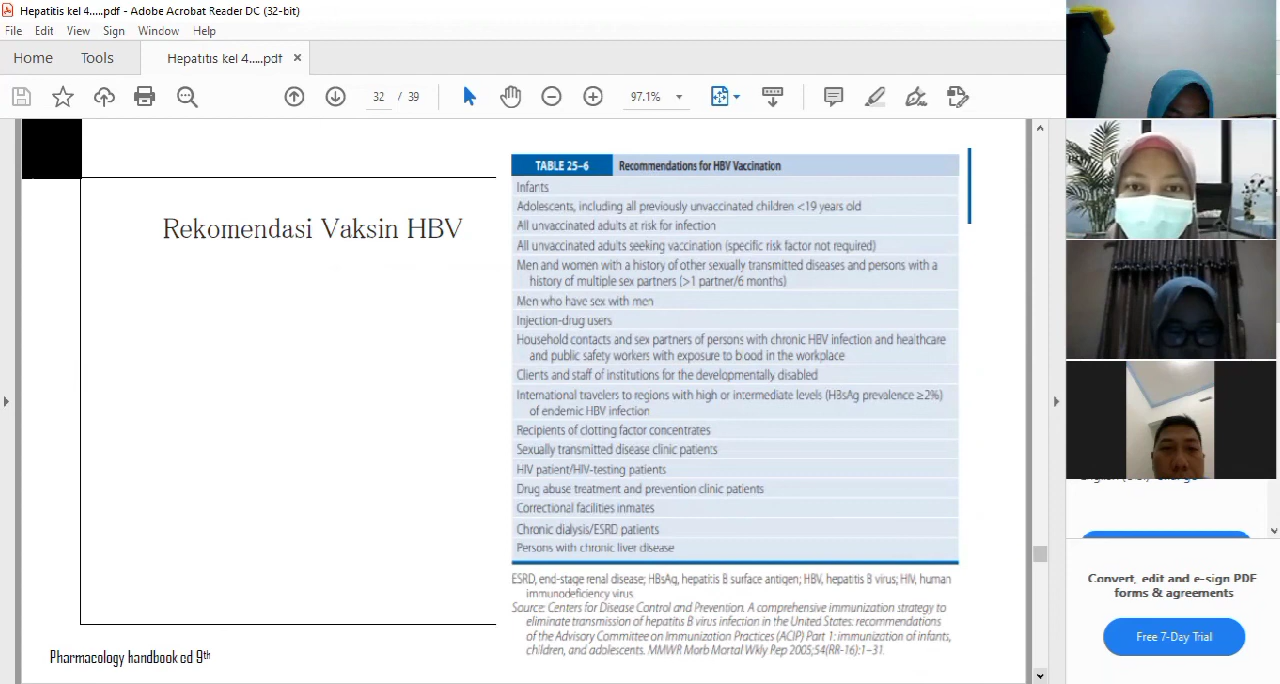 Hepatitis kel 4.....pdf - Adobe Acrobat Reader DC (32-bit)
File Edit View Sign Window Help
Home Tools Hepatitis kel 4.....pdf ×
32 / 39 97.1%
Rekomendasi Vaksin HBV
TABLE 25–6 Recommendations for HBV Vaccination
Infants
Adolescents, including all previously unvaccinated children <19 years old
All unvaccinated adults at risk for infection
All unvaccinated adults seeking vaccination (specific risk factor not required)
Men and women with a history of other sexually transmitted diseases and persons with a
history of multiple sex partners (>1 partner/6 months)
Men who have sex with men
Injection-drug users
Household contacts and sex partners of persons with chronic HBV infection and healthcare
and public safety workers with exposure to blood in the workplace
Clients and staff of institutions for the developmentally disabled
International travelers to regions with high or intermediate levels (HBsAg prevalence ≥2%)
of endemic HBV infection
Recipients of clotting factor concentrates
Sexually transmitted disease clinic patients
HIV patient/HIV-testing patients
Drug abuse treatment and prevention clinic patients
Correctional facilities inmates
Chronic dialysis/ESRD patients
Persons with chronic liver disease
ESRD, end-stage renal disease; HBsAg, hepatitis B surface antigen; HBV, hepatitis B virus; HIV, human
immunodeficiency virus
Source: Centers for Disease Control and Prevention. A comprehensive immunization strategy to
eliminate transmission of hepatitis B virus infection in the United States: recommendations
of the Advisory Committee on Immunization Practices (ACIP) Part 1: immunization of infants,
children, and adolescents. MMWR Morb Mortal Wkly Rep 2005;54(RR-16):1–31.
Pharmacology handbook ed 9th
Convert, edit and e-sign PDF
forms & agreements
Free 7-Day Trial